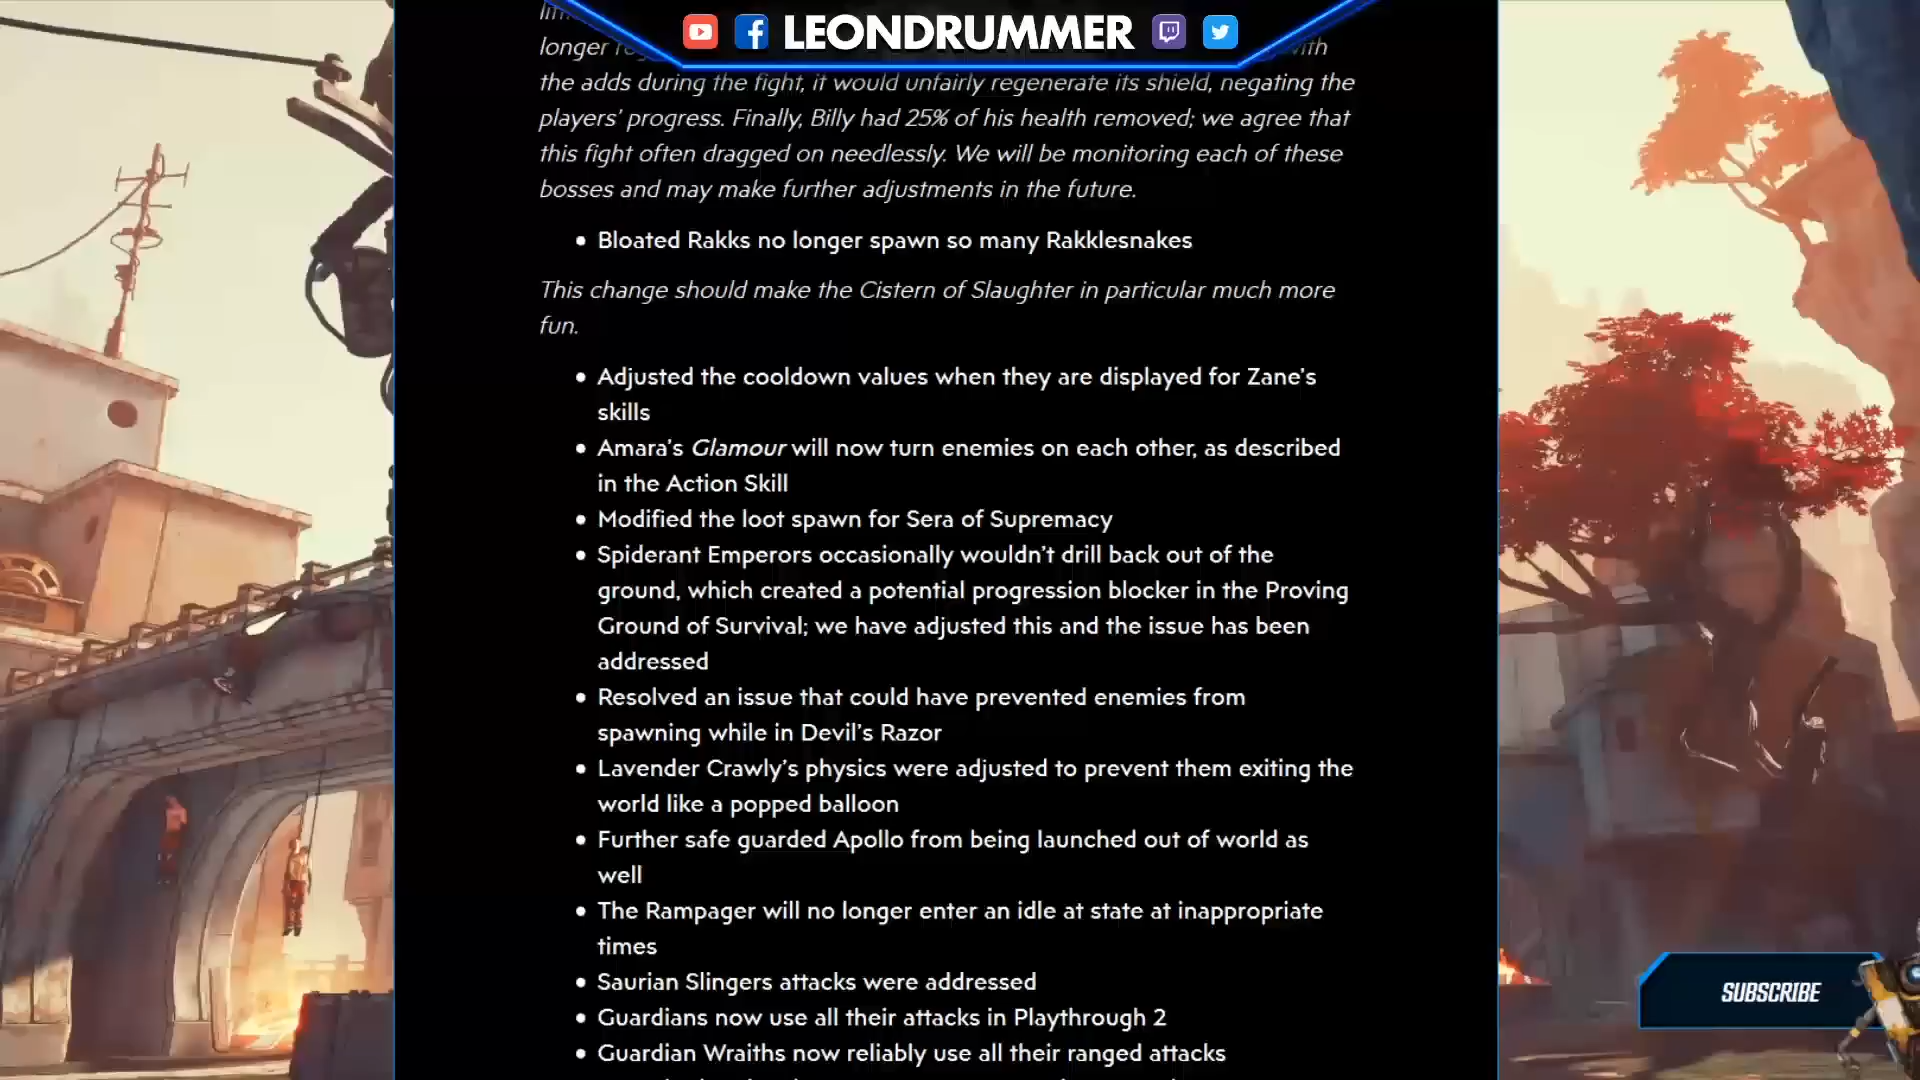 LEONDRUMMER
longer
with
the adds during the fight, it would unfairly regenerate its shield, negating the
players' progress. Finally, Billy had 25% of his health removed; we agree that
this fight often dragged on needlessly. We will be monitoring each of these
bosses and may make further adjustments in the future.
• Bloated Rakks no longer spawn so many Rakklesnakes
This change should make the Cistern of Slaughter in particular much more
fun.
• Adjusted the cooldown values when they are displayed for Zane's
skills
• Amara's Glamour will now turn enemies on each other, as described
in the Action Skill
• Modified the loot spawn for Sera of Supremacy
• Spiderant Emperors occasionally wouldn't drill back out of the
ground, which created a potential progression blocker in the Proving
Ground of Survival; we have adjusted this and the issue has been
addressed
• Resolved an issue that could have prevented enemies from
spawning while in Devil's Razor
• Lavender Crawly's physics were adjusted to prevent them exiting the
world like a popped balloon
• Further safe guarded Apollo from being launched out of world as
well
• The Rampager will no longer enter an idle at state at inappropriate
times
• Saurian Slingers attacks were addressed
• Guardians now use all their attacks in Playthrough 2
• Guardian Wraiths now reliably use all their ranged attacks
SUBSCRIBE